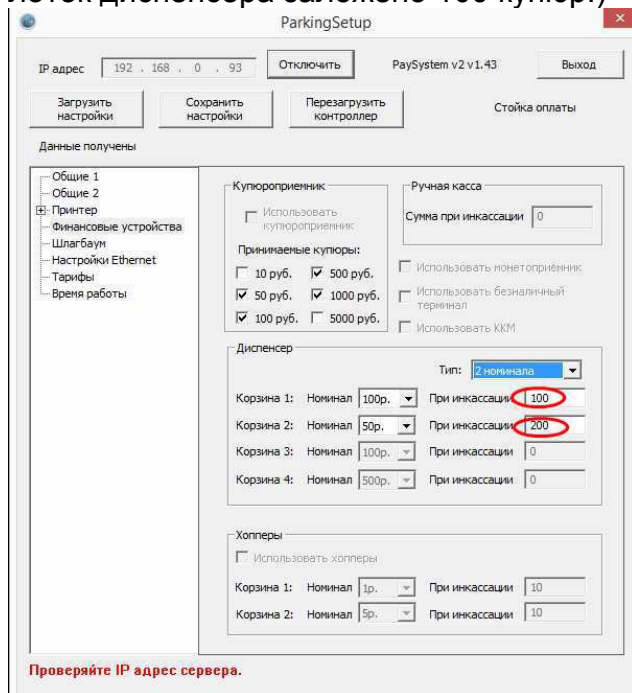 лоток диспенсера заложено 100 купюр.)
ParkingSetup
IP адрес 192 . 168 . 0 . 93 Отключить PaySystem v2 v1.43 Выход
Загрузить настройки Сохранить настройки Перезагрузить контроллер Стойка оплаты
Данные получены
Общие 1
Общие 2
Принтер
Финансовые устройства
Шлагбаум
Настройки Ethernet
Тарифы
Время работы
Купюроприемник
Использовать купюроприемник
Принимаемые купюры:
10 руб. 500 руб.
50 руб. 1000 руб.
100 руб. 5000 руб.
Ручная касса
Сумма при инкассации 0
Использовать монетоприемник
Использовать безналичный терминал
Использовать ККМ
Диспенсер
Тип: 2 номинала
Корзина 1: Номинал 100р. При инкассации 100
Корзина 2: Номинал 50р. При инкассации 200
Корзина 3: Номинал 100р. При инкассации 0
Корзина 4: Номинал 500р. При инкассации 0
Хопперы
Использовать хопперы
Корзина 1: Номинал 1р. При инкассации 10
Корзина 2: Номинал 5р. При инкассации 10
Проверяйте IP адрес сервера.